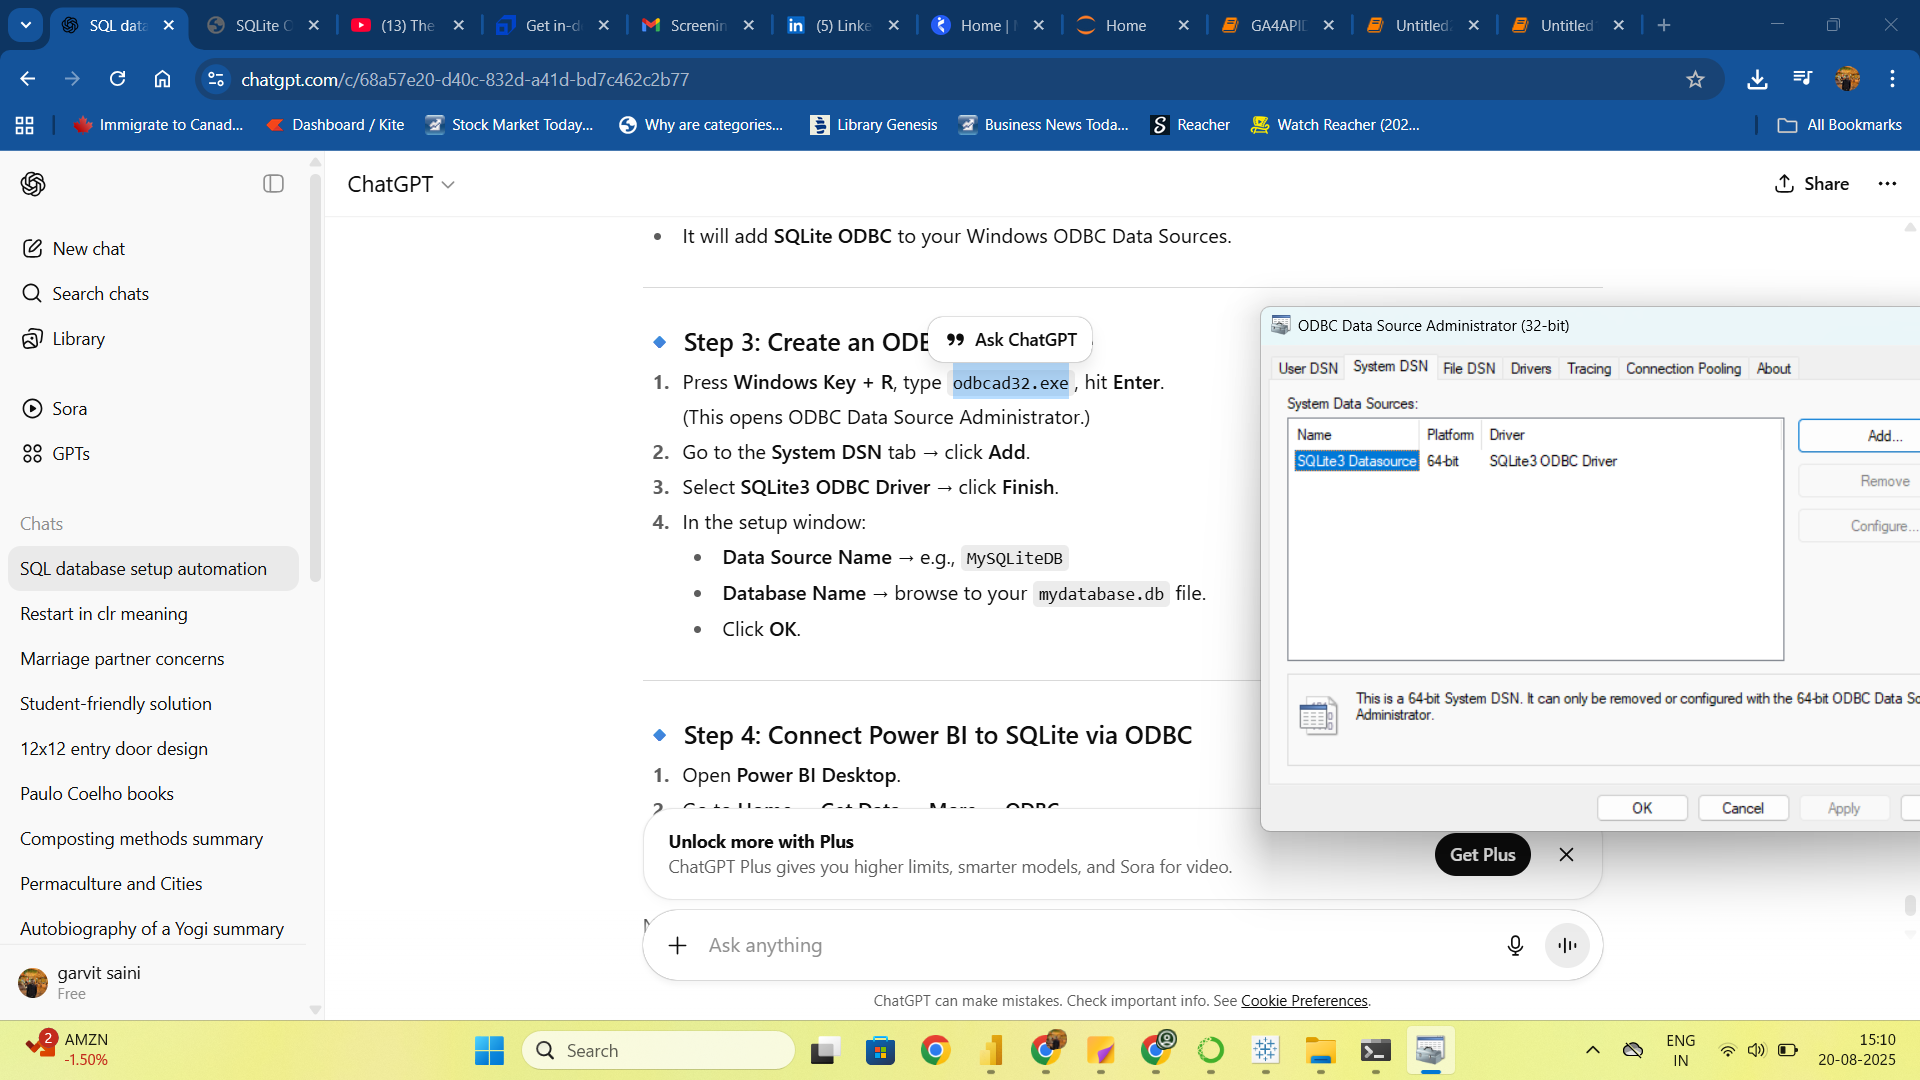 SQL data
SQLite O
(13) The
Get in-d
Screenin
(5) Linke
Home | N
Home
GA4APID
Untitled2
Untitled1
chatgpt.com/c/68a57e20-d40c-832d-a41d-bd7c462c2b77
Immigrate to Canad...
Dashboard / Kite
Stock Market Today...
Why are categories...
Library Genesis
Business News Toda...
Reacher
Watch Reacher (202...
All Bookmarks
ChatGPT
Share
New chat
Search chats
Library
Sora
GPTs
Chats
SQL database setup automation
Restart in clr meaning
Marriage partner concerns
Student-friendly solution
12x12 entry door design
Paulo Coelho books
Composting methods summary
Permaculture and Cities
Autobiography of a Yogi summary
garvit saini
Free
• It will add SQLite ODBC to your Windows ODBC Data Sources.
Step 3: Create an ODB
Ask ChatGPT
1. Press Windows Key + R, type odbcad32.exe , hit Enter.
(This opens ODBC Data Source Administrator.)
2. Go to the System DSN tab → click Add.
3. Select SQLite3 ODBC Driver → click Finish.
4. In the setup window:
• Data Source Name → e.g., MySQLiteDB
• Database Name → browse to your mydatabase.db file.
• Click OK.
Step 4: Connect Power BI to SQLite via ODBC
1. Open Power BI Desktop.
2. Go to Home → Get Data → More → ODBC
Unlock more with Plus
ChatGPT Plus gives you higher limits, smarter models, and Sora for video.
Get Plus
Ask anything
ChatGPT can make mistakes. Check important info. See Cookie Preferences.
ODBC Data Source Administrator (32-bit)
User DSN System DSN File DSN Drivers Tracing Connection Pooling About
System Data Sources:
Name Platform Driver
SQLite3 Datasource 64-bit SQLite3 ODBC Driver
Add...
Remove
Configure...
This is a 64-bit System DSN. It can only be removed or configured with the 64-bit ODBC Data So
Administrator.
OK Cancel Apply
2
AMZN
-1.50%
Search
ENG
IN
15:10
20-08-2025